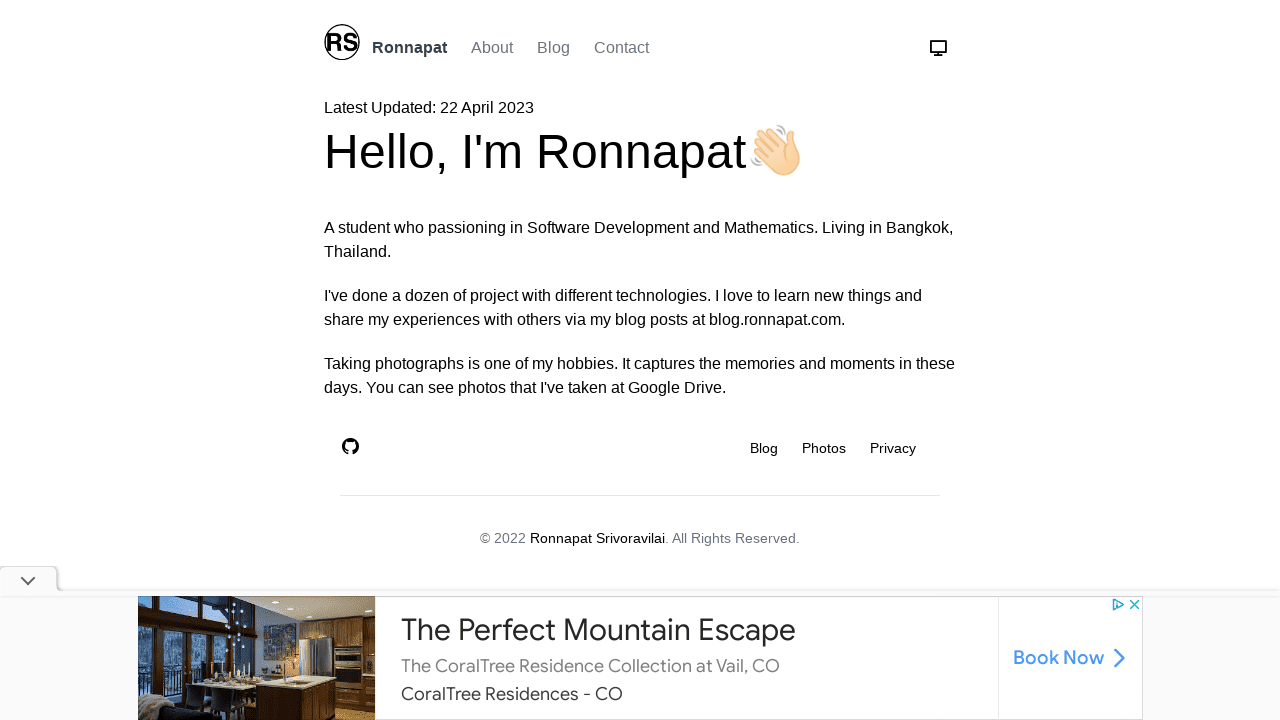 RS
Ronnapat About Blog Contact
Latest Updated: 22 April 2023
Hello, I'm Ronnapat👋🏻
A student who passioning in Software Development and Mathematics. Living in Bangkok,
Thailand.
I've done a dozen of project with different technologies. I love to learn new things and
share my experiences with others via my blog posts at blog.ronnapat.com.
Taking photographs is one of my hobbies. It captures the memories and moments in these
days. You can see photos that I've taken at Google Drive.
Blog Photos Privacy
© 2022 Ronnapat Srivoravilai. All Rights Reserved.
The Perfect Mountain Escape
The CoralTree Residence Collection at Vail, CO
CoralTree Residences - CO
Book Now